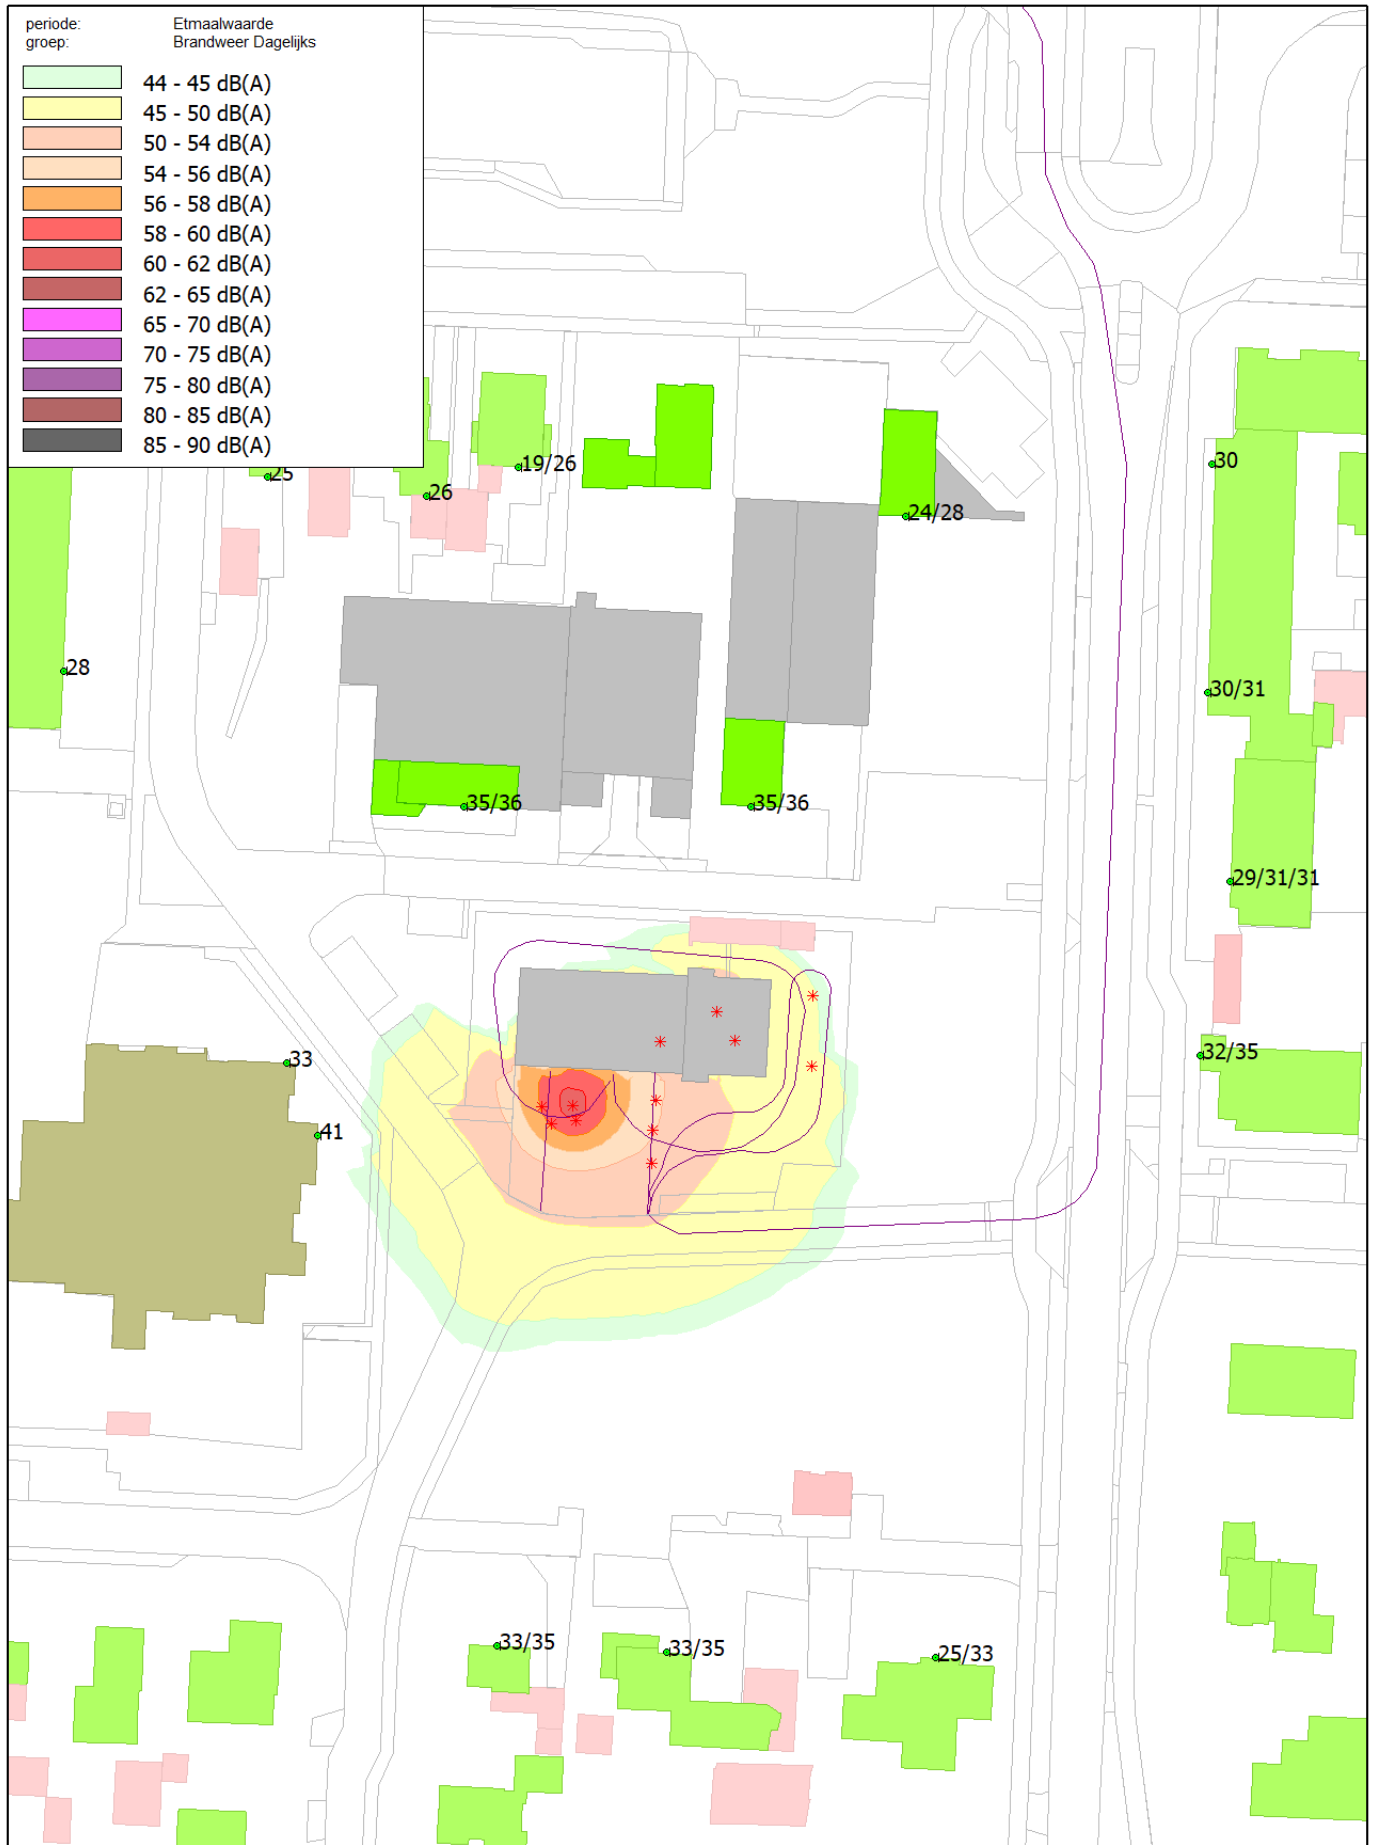 periode: Etmaalwaarde
groep: Brandweer Dagelijks
44 - 45 dB(A)
45 - 50 dB(A)
50 - 54 dB(A)
54 - 56 dB(A)
56 - 58 dB(A)
58 - 60 dB(A)
60 - 62 dB(A)
62 - 65 dB(A)
65 - 70 dB(A)
70 - 75 dB(A)
75 - 80 dB(A)
80 - 85 dB(A)
85 - 90 dB(A)
19/26
30
25
26
24/28
28
30/31
35/36
35/36
29/31/31
32/35
33
41
33/35
33/35
25/33